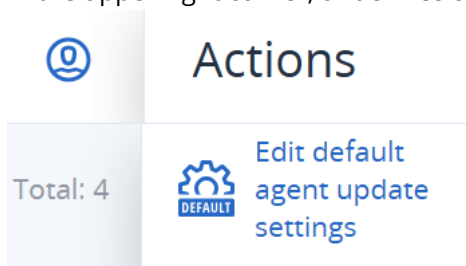 Actions
Total: 4
DEFAULT
Edit default
agent update
settings